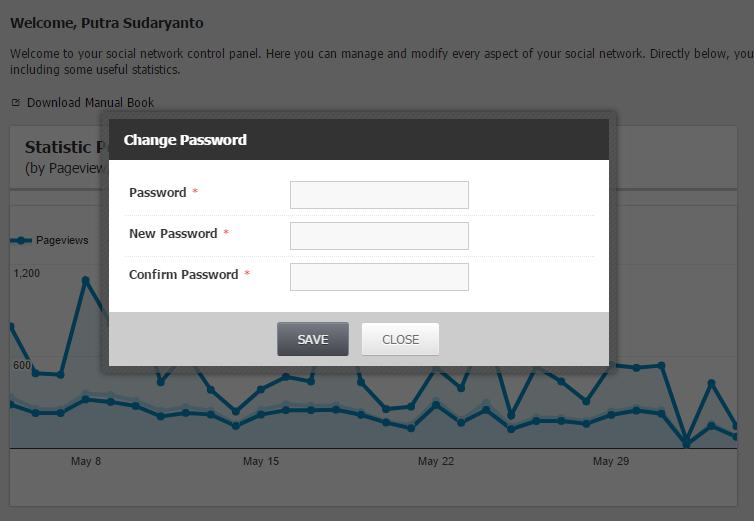 Welcome, Putra Sudaryanto
Welcome to your social network control panel. Here you can manage and modify every aspect of your social network. Directly below, you
including some useful statistics.
Download Manual Book
Statistic P
(by Pageview
Change Password
Password *
New Password *
Confirm Password *
SAVE CLOSE
Pageviews
1,200
600
May 8 May 15 May 22 May 29